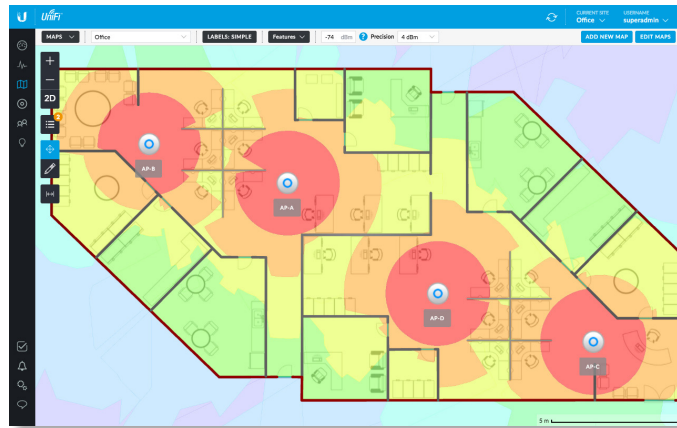 UniFi
CURRENT SITE
Office
USERNAME
superadmin
MAPS
Office
LABELS: SIMPLE
Features
-74 dBm
? Precision
4 dBm
ADD NEW MAP
EDIT MAPS
+
−
2D
2
AP-B
AP-A
AP-D
AP-C
5 m